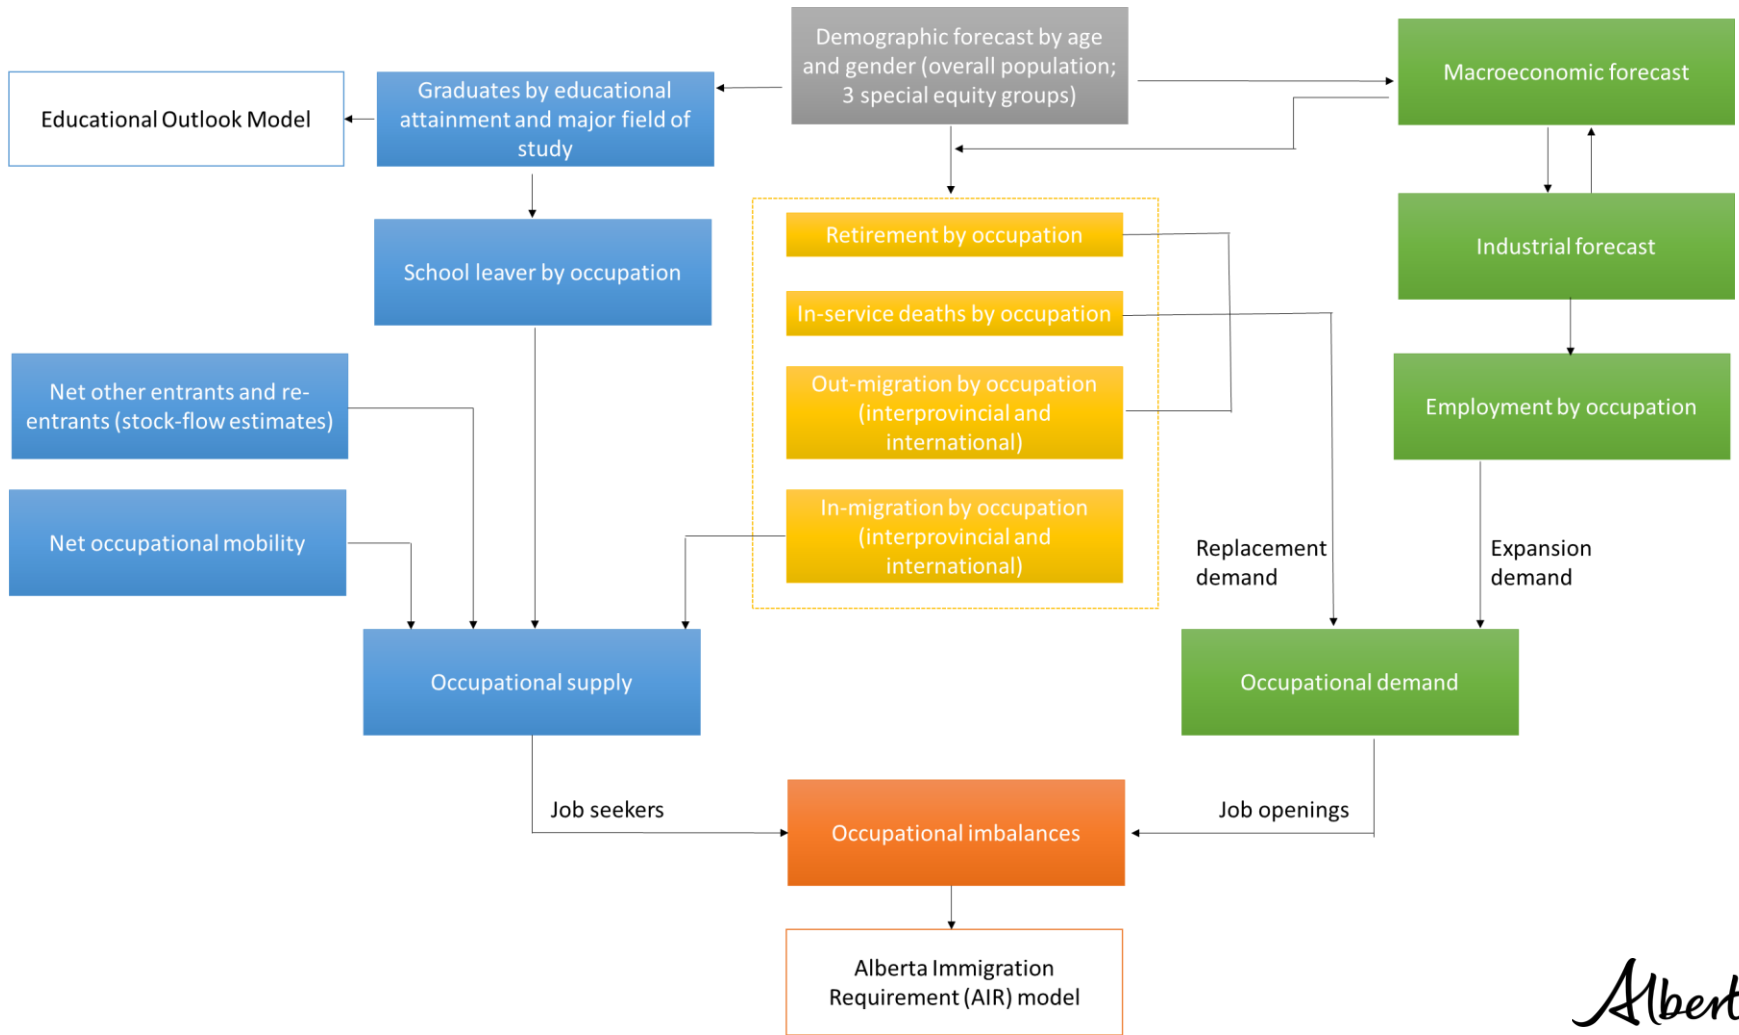 Demographic forecast by age
and gender (overall population;
3 special equity groups)
Macroeconomic forecast
Graduates by educational
attainment and major field of
study
Educational Outlook Model
Retirement by occupation
Industrial forecast
School leaver by occupation
In-service deaths by occupation
Net other entrants and re-
entrants (stock-flow estimates)
Out-migration by occupation
(interprovincial and
international)
Employment by occupation
Net occupational mobility
In-migration by occupation
(interprovincial and
international)
Replacement
demand
Expansion
demand
Occupational supply
Occupational demand
Job seekers
Occupational imbalances
Job openings
Alberta Immigration
Requirement (AIR) model
Albert